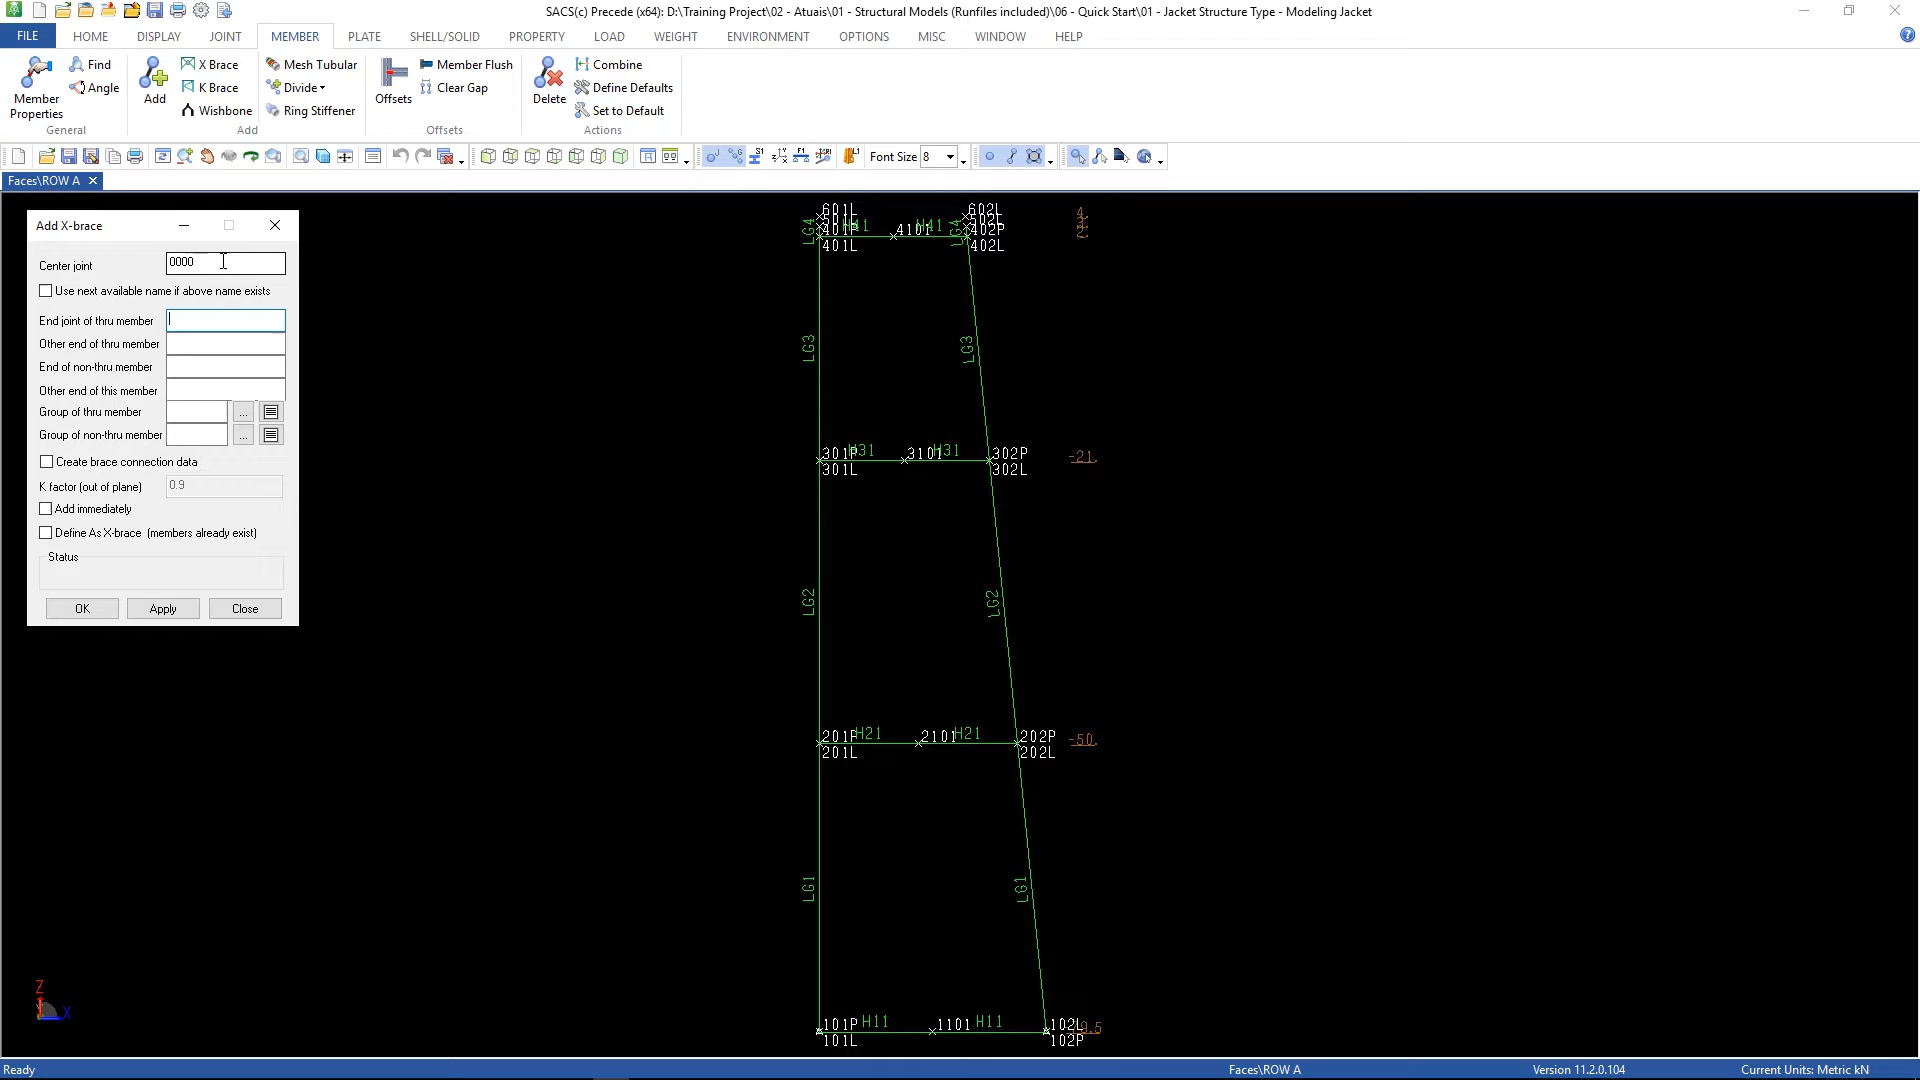 SACS(c) Precede (x64): D:\Training Project\02 - Atuais\01 - Structural Models (Runfiles included)\06 - Quick Start\01 - Jacket Structure Type - Modeling Jacket
FILE HOME DISPLAY JOINT MEMBER PLATE SHELL/SOLID PROPERTY LOAD WEIGHT ENVIRONMENT OPTIONS MISC WINDOW HELP
Find X Brace Mesh Tubular Member Flush Combine
Angle K Brace Divide Clear Gap Define Defaults
Member Properties Add Wishbone Ring Stiffener Offsets Delete Set to Default
General Add Offsets Actions
Font Size 8
Faces\ROW A
Add X-brace
Center joint 0000
Use next available name if above name exists
End joint of thru member
Other end of thru member
End of non-thru member
Other end of this member
Group of thru member ...
Group of non-thru member ...
Create brace connection data
K factor (out of plane) 0.9
Add immediately
Define As X-brace (members already exist)
Status
OK Apply Close
601L 602L 4.
LG4 401P H41 4101 H41 LG4 402P 2.
401L 402L
LG3 LG3
301P H31 3101 H31 302P -21.
301L 302L
LG2 LG2
201P H21 2101 H21 202P -50.
201L 202L
LG1 LG1
101P H11 1101 H11 102L
101L 102P
Z
X
Ready Faces\ROW A Version 11.2.0.104 Current Units: Metric kN